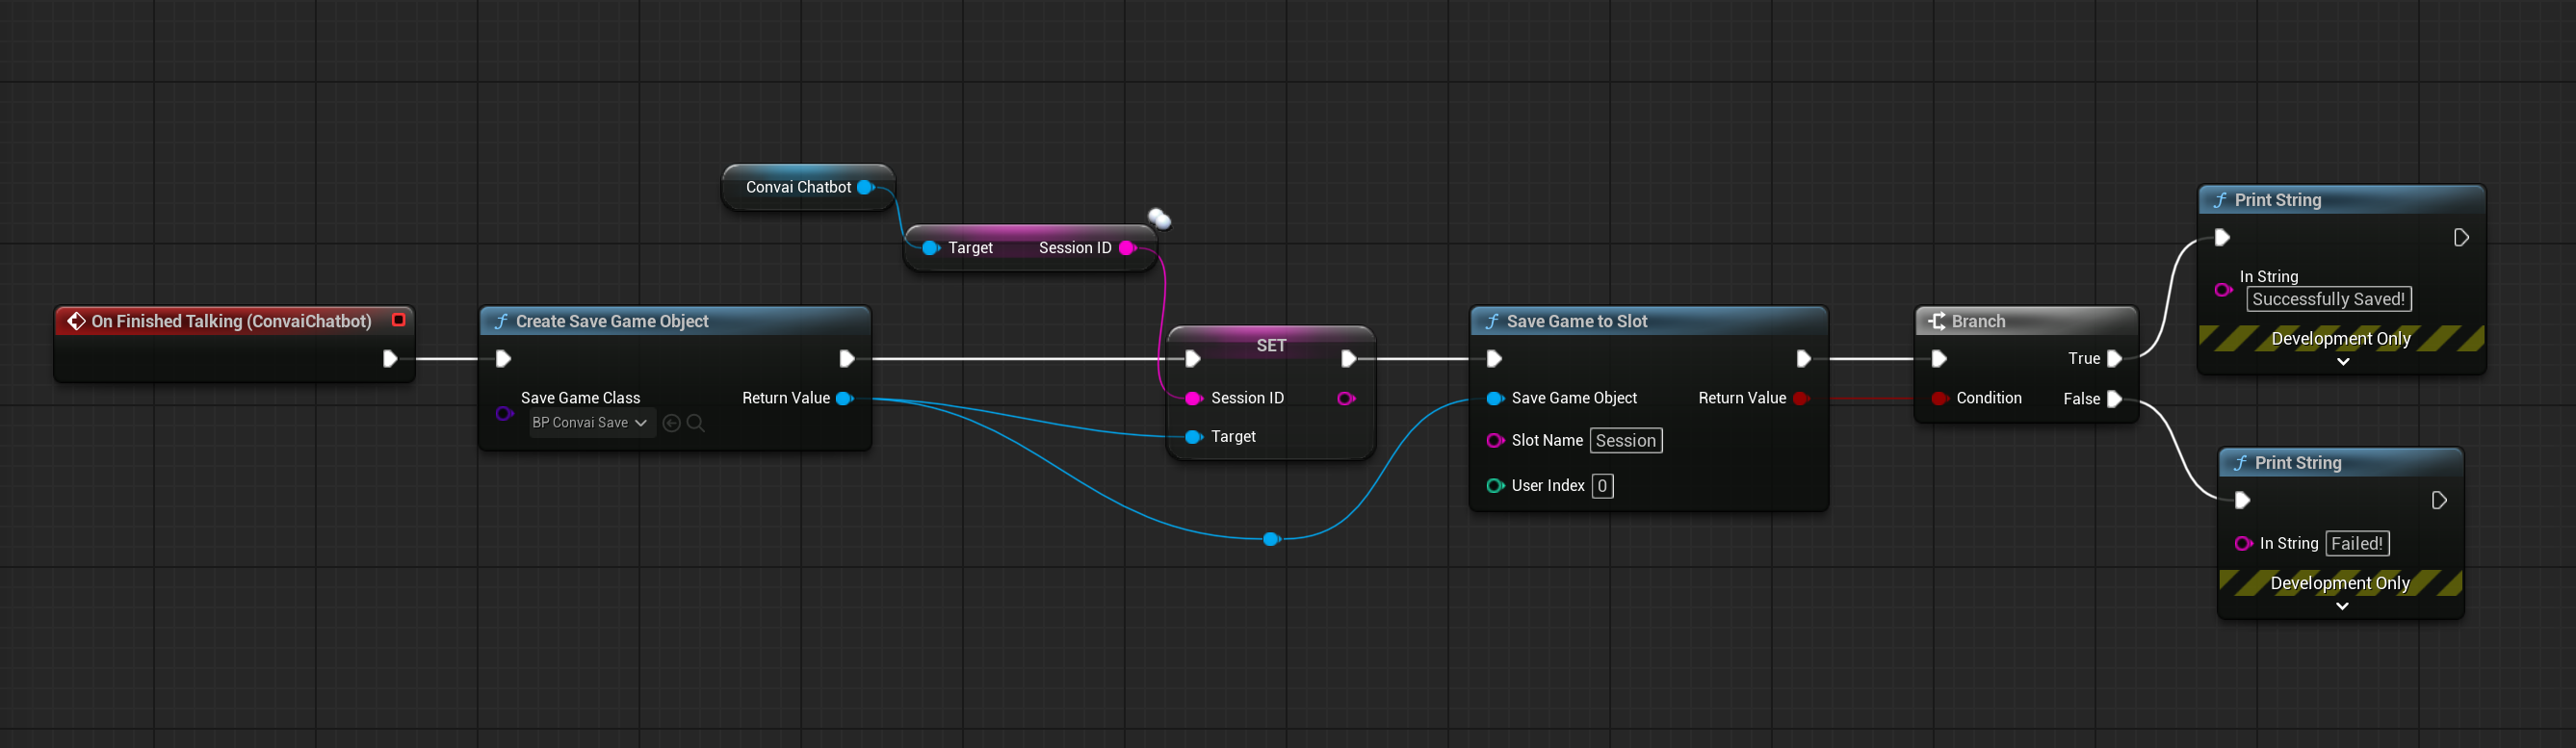 On Finished Talking (ConvaiChatbot)
Create Save Game Object
Save Game Class
BP Convai Save
Return Value
Convai Chatbot
Target
Session ID
SET
Session ID
Target
Save Game to Slot
Save Game Object
Return Value
Slot Name Session
User Index 0
Branch
True
Condition
False
Print String
In String
Successfully Saved!
Development Only
Print String
In String Failed!
Development Only